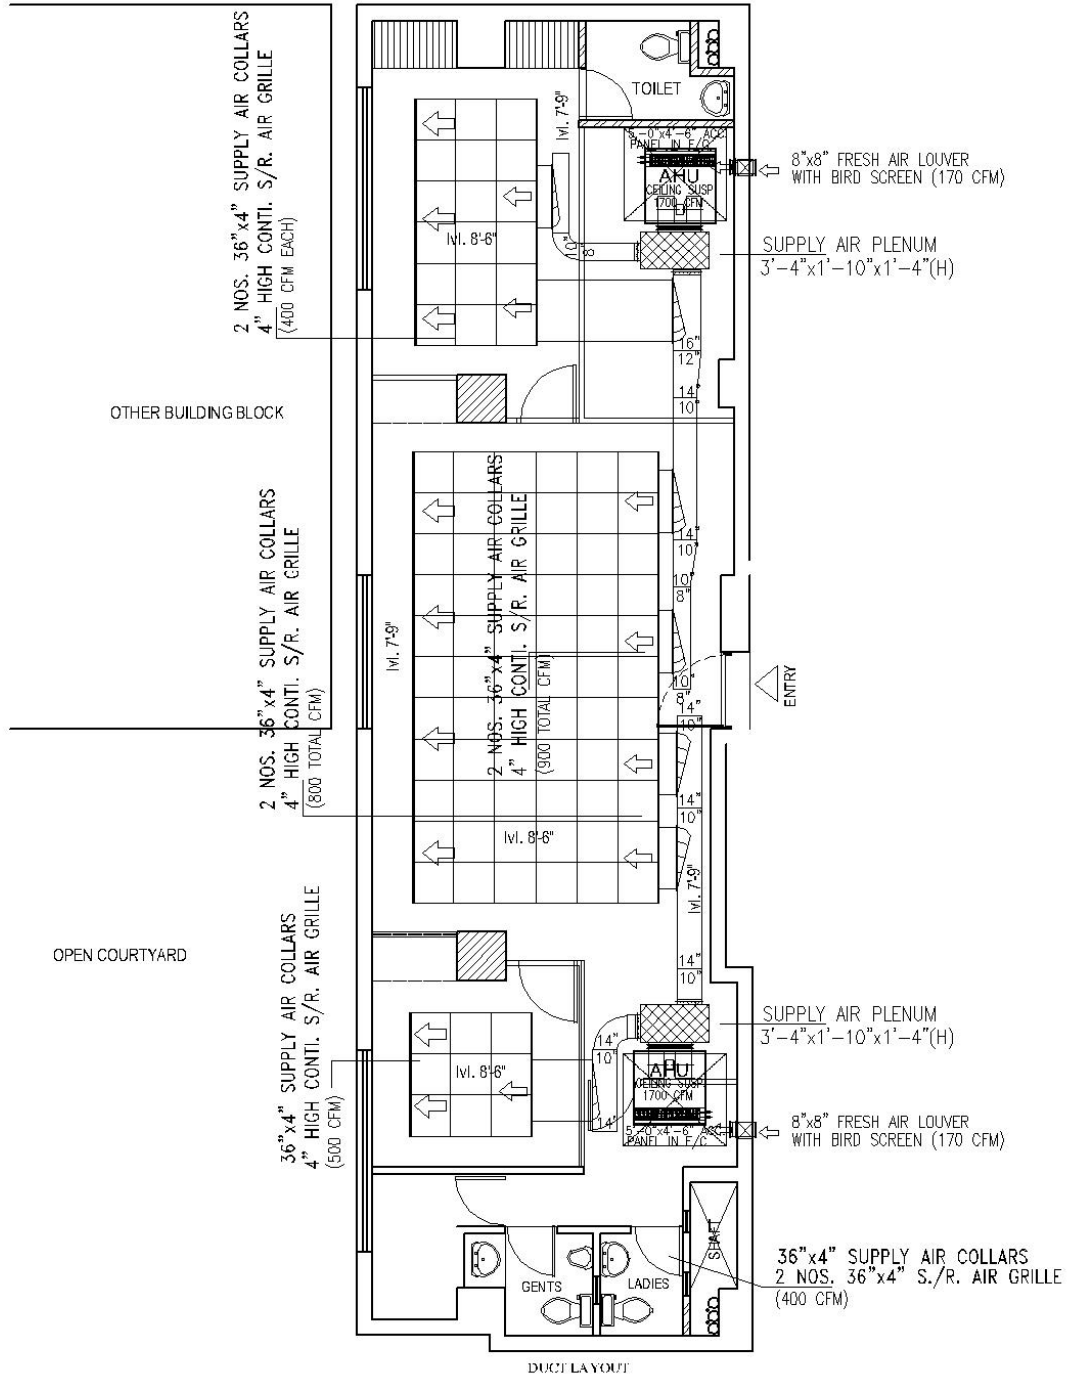 2 NOS. 36"x4" SUPPLY AIR COLLARS
4" HIGH CONTI. S/R. AIR GRILLE
(400 CFM EACH)
lvl. 7'-9"
TOILET
5'-0"x4'-6" ACC.
PANEL IN F/C
AHU
CEILING SUSP
1700 CFM
8"x8" FRESH AIR LOUVER
WITH BIRD SCREEN (170 CFM)
lvl. 8'-6"
10"
8"
SUPPLY AIR PLENUM
3'-4"x1'-10"x1'-4"(H)
16"
12"
14"
10"
OTHER BUILDING BLOCK
2 NOS. 36"x4" SUPPLY AIR COLLARS
4" HIGH CONTI. S/R. AIR GRILLE
(800 TOTAL CFM)
lvl. 7'-9"
2 NOS. 36"x4" SUPPLY AIR COLLARS
4" HIGH CONTI. S/R. AIR GRILLE
(900 TOTAL CFM)
14"
10"
10"
8"
10"
8"
14"
10"
ENTRY
14"
10"
lvl. 8'-6"
lvl. 7'-9"
14"
10"
OPEN COURTYARD
36"x4" SUPPLY AIR COLLARS
4" HIGH CONTI. S/R. AIR GRILLE
(500 CFM)
lvl. 8'-6"
14"
10"
14"
SUPPLY AIR PLENUM
3'-4"x1'-10"x1'-4"(H)
AHU
CEILING SUSP
1700 CFM
5'-0"x4'-6" ACC.
PANEL IN F/C
8"x8" FRESH AIR LOUVER
WITH BIRD SCREEN (170 CFM)
SHAFT
GENTS
LADIES
36"x4" SUPPLY AIR COLLARS
2 NOS. 36"x4" S./R. AIR GRILLE
(400 CFM)
DUCT LAYOUT